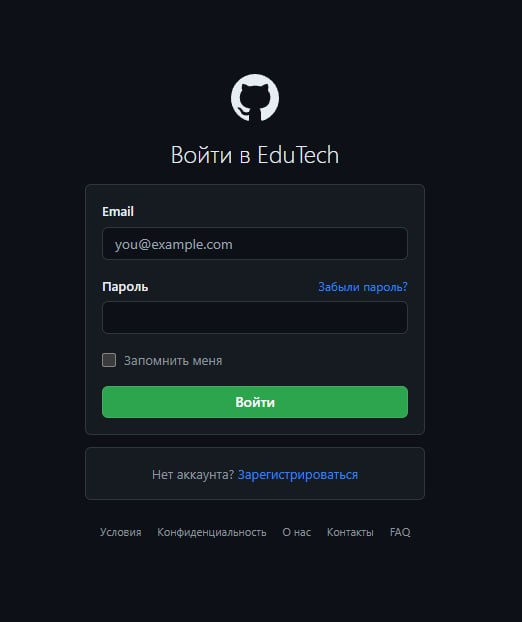 Войти в EduTech
Email
you@example.com
Пароль Забыли пароль?
Запомнить меня
Войти
Нет аккаунта? Зарегистрироваться
Условия Конфиденциальность О нас Контакты FAQ